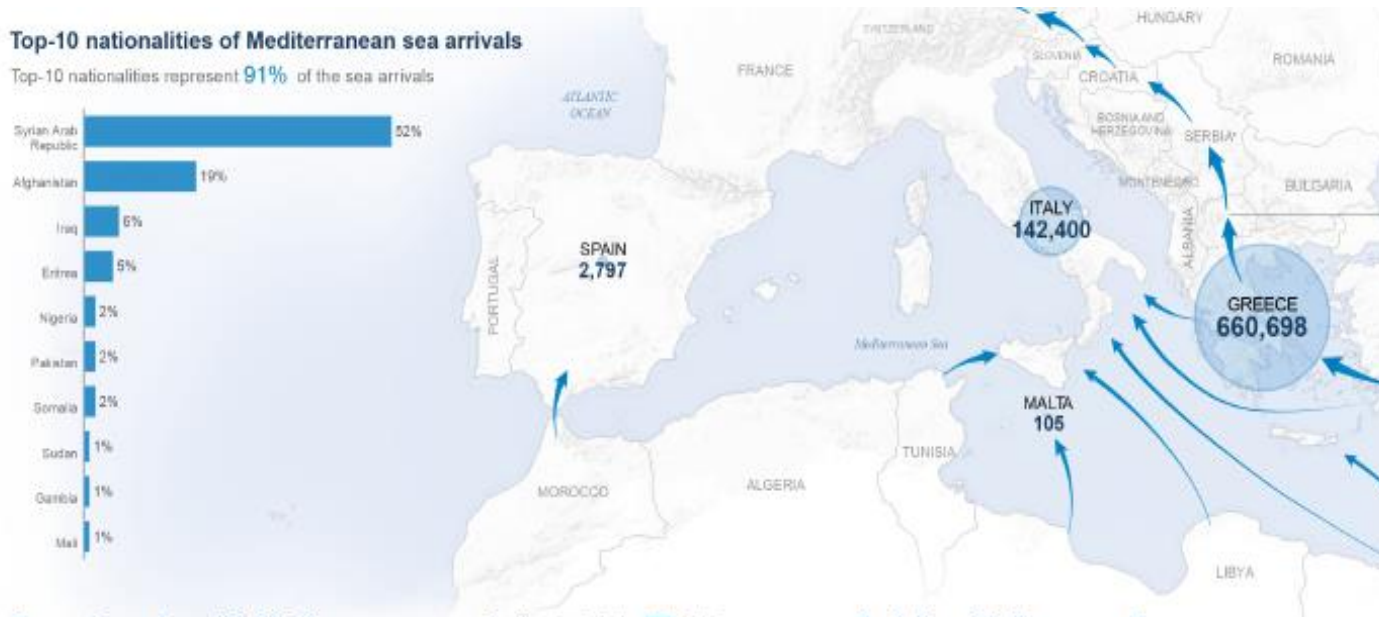 Top-10 nationalities of Mediterranean sea arrivals
Top-10 nationalities represent 91% of the sea arrivals
Syrian Arab
Republic
52%
Afghanistan
19%
Iraq
6%
Eritrea
5%
Nigeria
2%
Pakistan
2%
Somalia
2%
Sudan
1%
Gambia
1%
Mali
1%
HUNGARY
SWITZERLAND
SLOVENIA
ROMANIA
FRANCE
CROATIA
ATLANTIC
OCEAN
BOSNIA AND
HERZEGOVINA
SERBIA*
MONTENEGRO
BULGARIA
ITALY
142,400
ALBANIA
SPAIN
2,797
PORTUGAL
GREECE
660,698
Mediterranean Sea
MALTA
105
TUNISIA
MOROCCO
ALGERIA
LIBYA